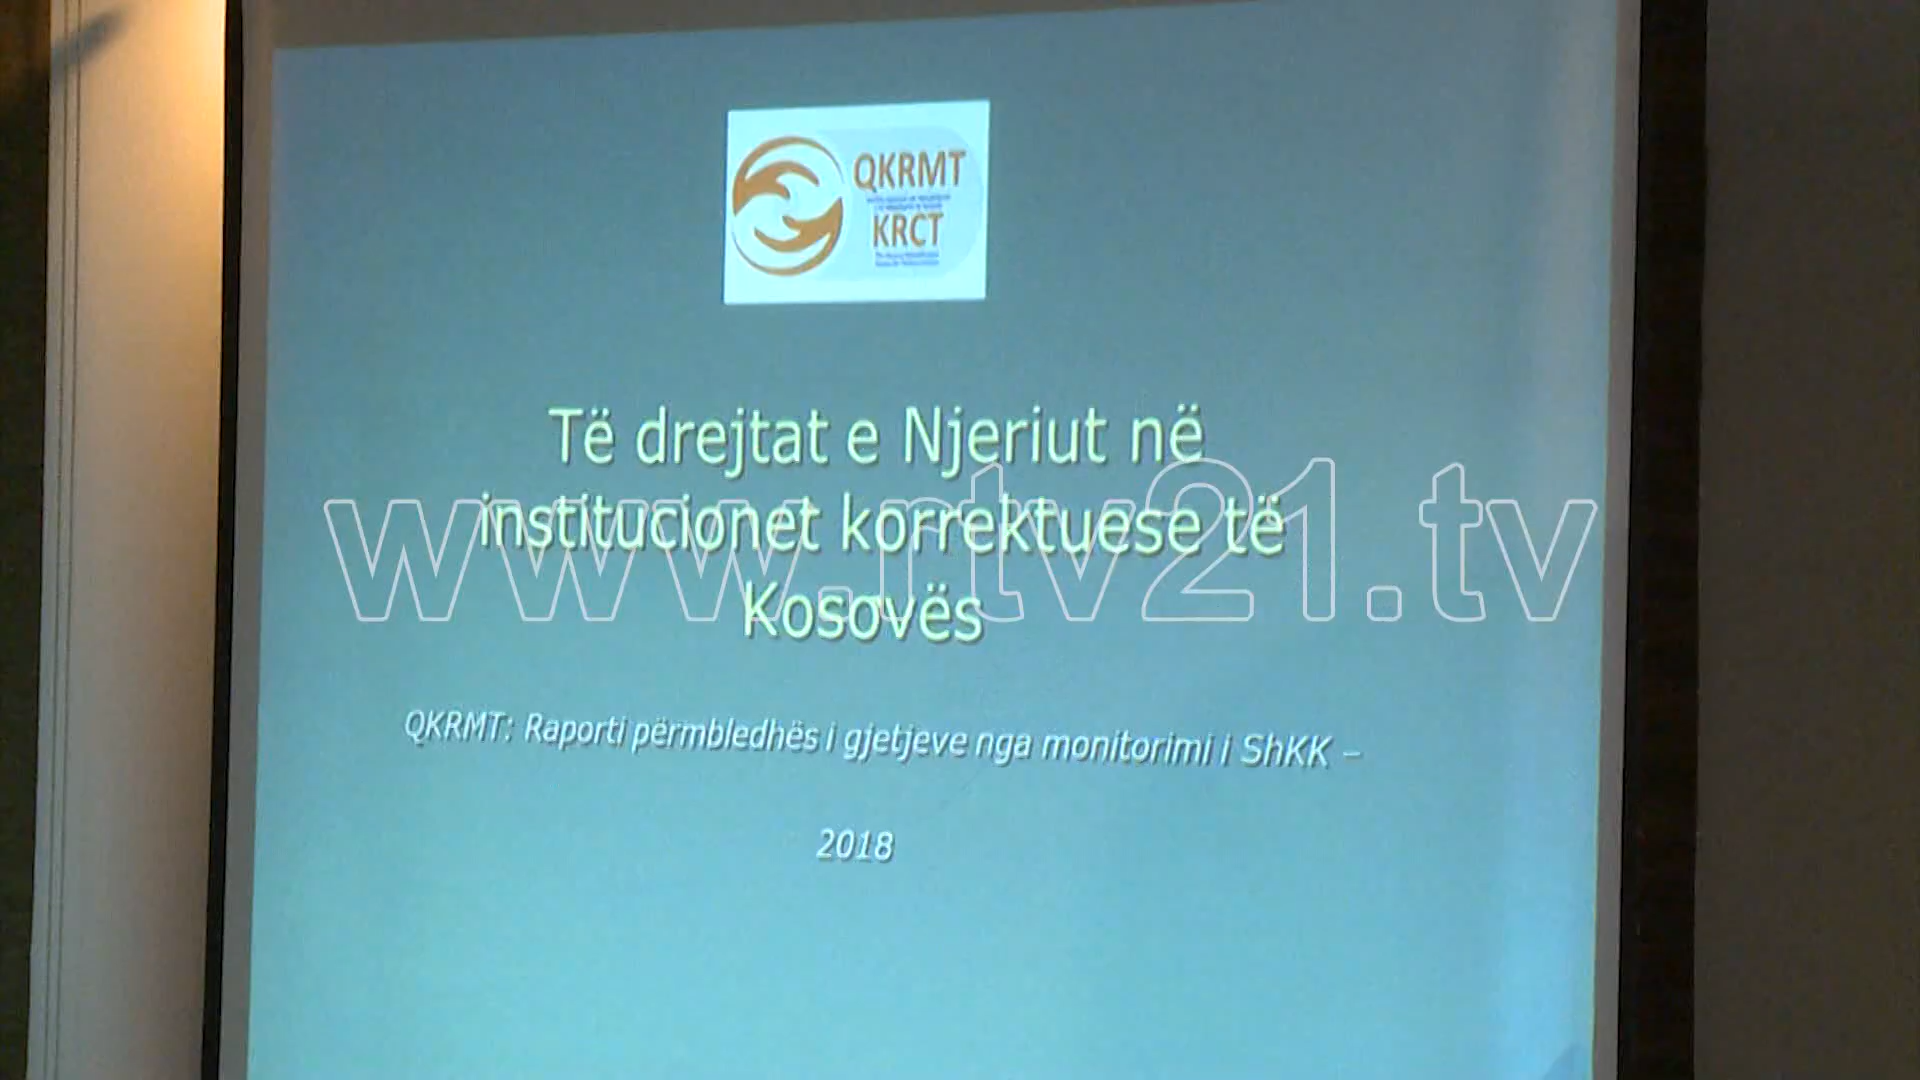 QKRMT
KRCT
Të drejtat e Njeriut në
institucionet korrektuese të
Kosovës
www.rtv21.tv
QKRMT: Raporti përmbledhës i gjetjeve nga monitorimi i ShKK –
2018